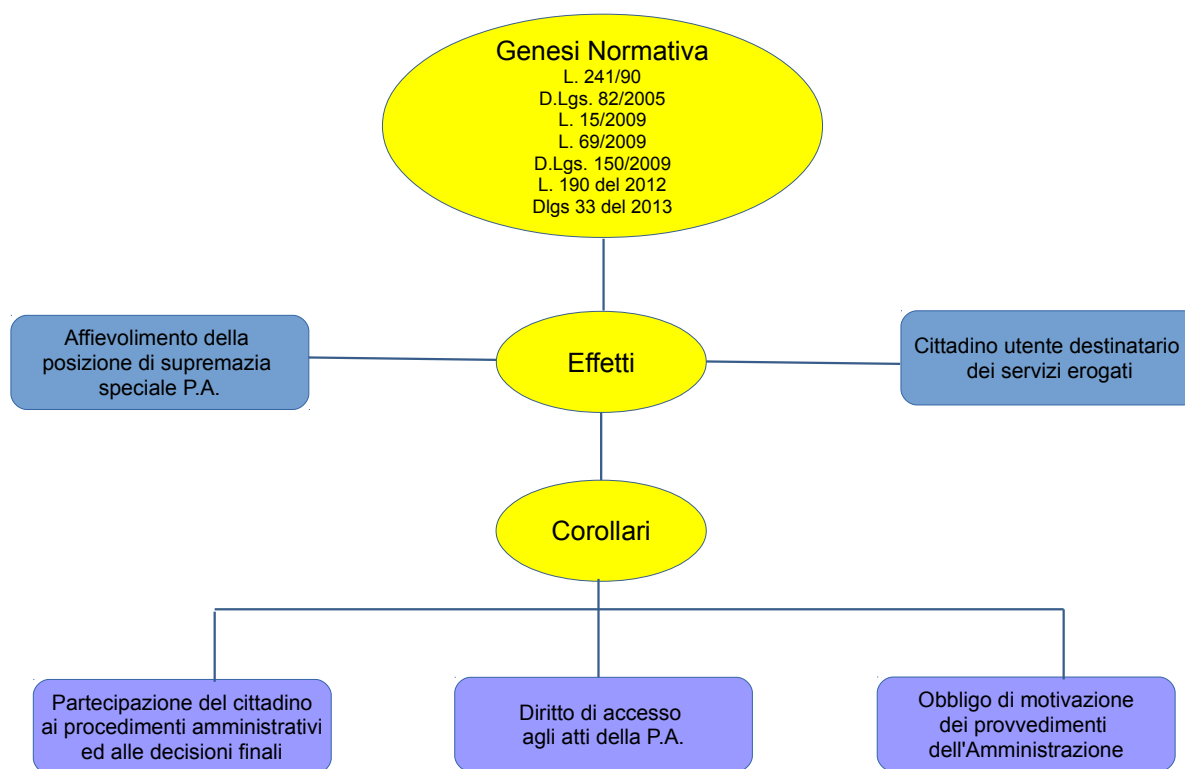 Genesi Normativa
L. 241/90
D.Lgs. 82/2005
L. 15/2009
L. 69/2009
D.Lgs. 150/2009
L. 190 del 2012
Dlgs 33 del 2013
Affievolimento della
posizione di supremazia
speciale P.A.
Effetti
Cittadino utente destinatario
dei servizi erogati
Corollari
Partecipazione del cittadino
ai procedimenti amministrativi
ed alle decisioni finali
Diritto di accesso
agli atti della P.A.
Obbligo di motivazione
dei provvedimenti
dell'Amministrazione